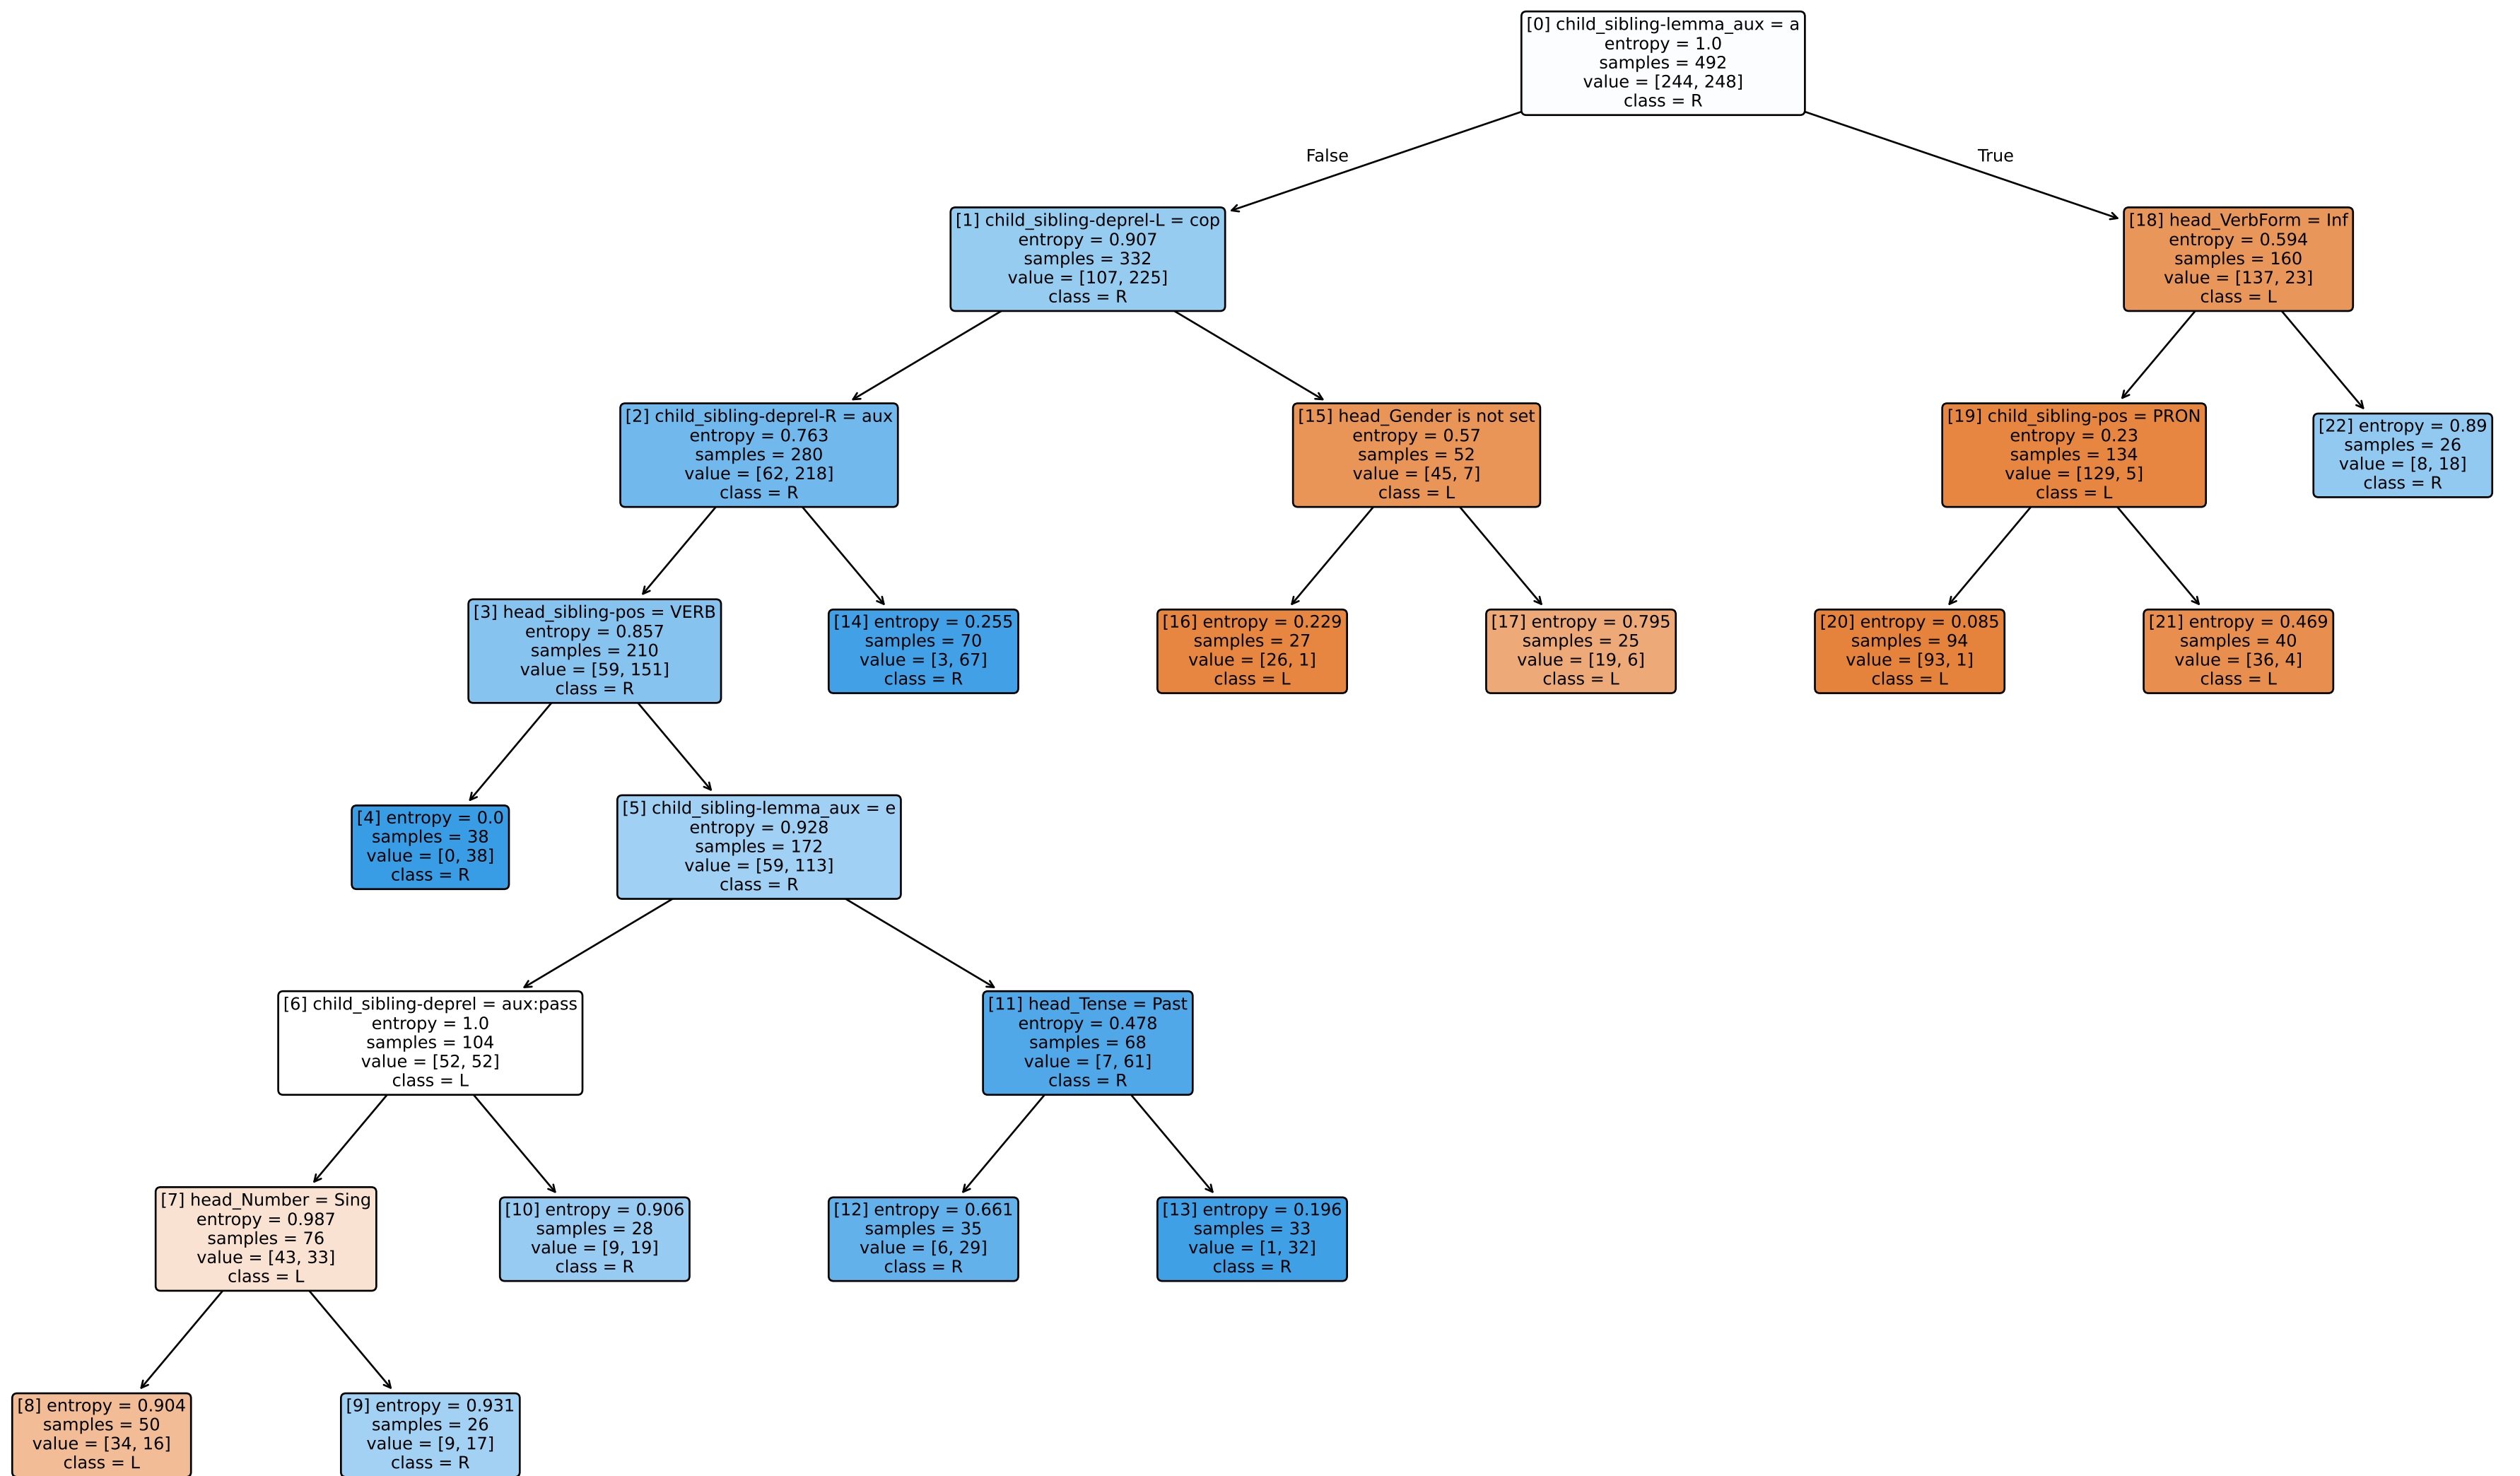 [0] child_sibling-lemma_aux = a
entropy = 1.0
samples = 492
value = [244, 248]
class = R
False
True
[1] child_sibling-deprel-L = cop
entropy = 0.907
samples = 332
value = [107, 225]
class = R
[18] head_VerbForm = Inf
entropy = 0.594
samples = 160
value = [137, 23]
class = L
[2] child_sibling-deprel-R = aux
entropy = 0.763
samples = 280
value = [62, 218]
class = R
[15] head_Gender is not set
entropy = 0.57
samples = 52
value = [45, 7]
class = L
[19] child_sibling-pos = PRON
entropy = 0.23
samples = 134
value = [129, 5]
class = L
[22] entropy = 0.89
samples = 26
value = [8, 18]
class = R
[3] head_sibling-pos = VERB
entropy = 0.857
samples = 210
value = [59, 151]
class = R
[14] entropy = 0.255
samples = 70
value = [3, 67]
class = R
[16] entropy = 0.229
samples = 27
value = [26, 1]
class = L
[17] entropy = 0.795
samples = 25
value = [19, 6]
class = L
[20] entropy = 0.085
samples = 94
value = [93, 1]
class = L
[21] entropy = 0.469
samples = 40
value = [36, 4]
class = L
[4] entropy = 0.0
samples = 38
value = [0, 38]
class = R
[5] child_sibling-lemma_aux = e
entropy = 0.928
samples = 172
value = [59, 113]
class = R
[6] child_sibling-deprel = aux:pass
entropy = 1.0
samples = 104
value = [52, 52]
class = L
[11] head_Tense = Past
entropy = 0.478
samples = 68
value = [7, 61]
class = R
[7] head_Number = Sing
entropy = 0.987
samples = 76
value = [43, 33]
class = L
[10] entropy = 0.906
samples = 28
value = [9, 19]
class = R
[12] entropy = 0.661
samples = 35
value = [6, 29]
class = R
[13] entropy = 0.196
samples = 33
value = [1, 32]
class = R
[8] entropy = 0.904
samples = 50
value = [34, 16]
class = L
[9] entropy = 0.931
samples = 26
value = [9, 17]
class = R